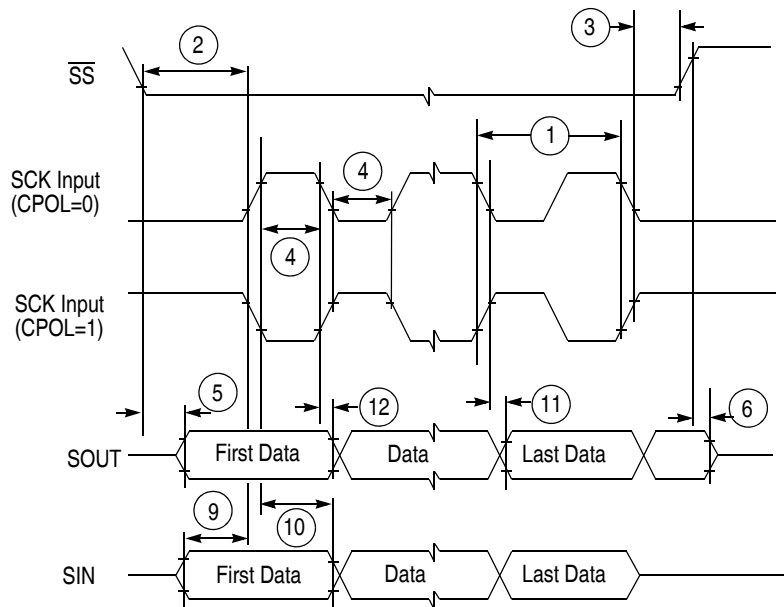 2
3
SS
1
SCK Input
(CPOL=0)
4
4
SCK Input
(CPOL=1)
5
12
11
6
SOUT
First Data
Data
Last Data
9
10
SIN
First Data
Data
Last Data